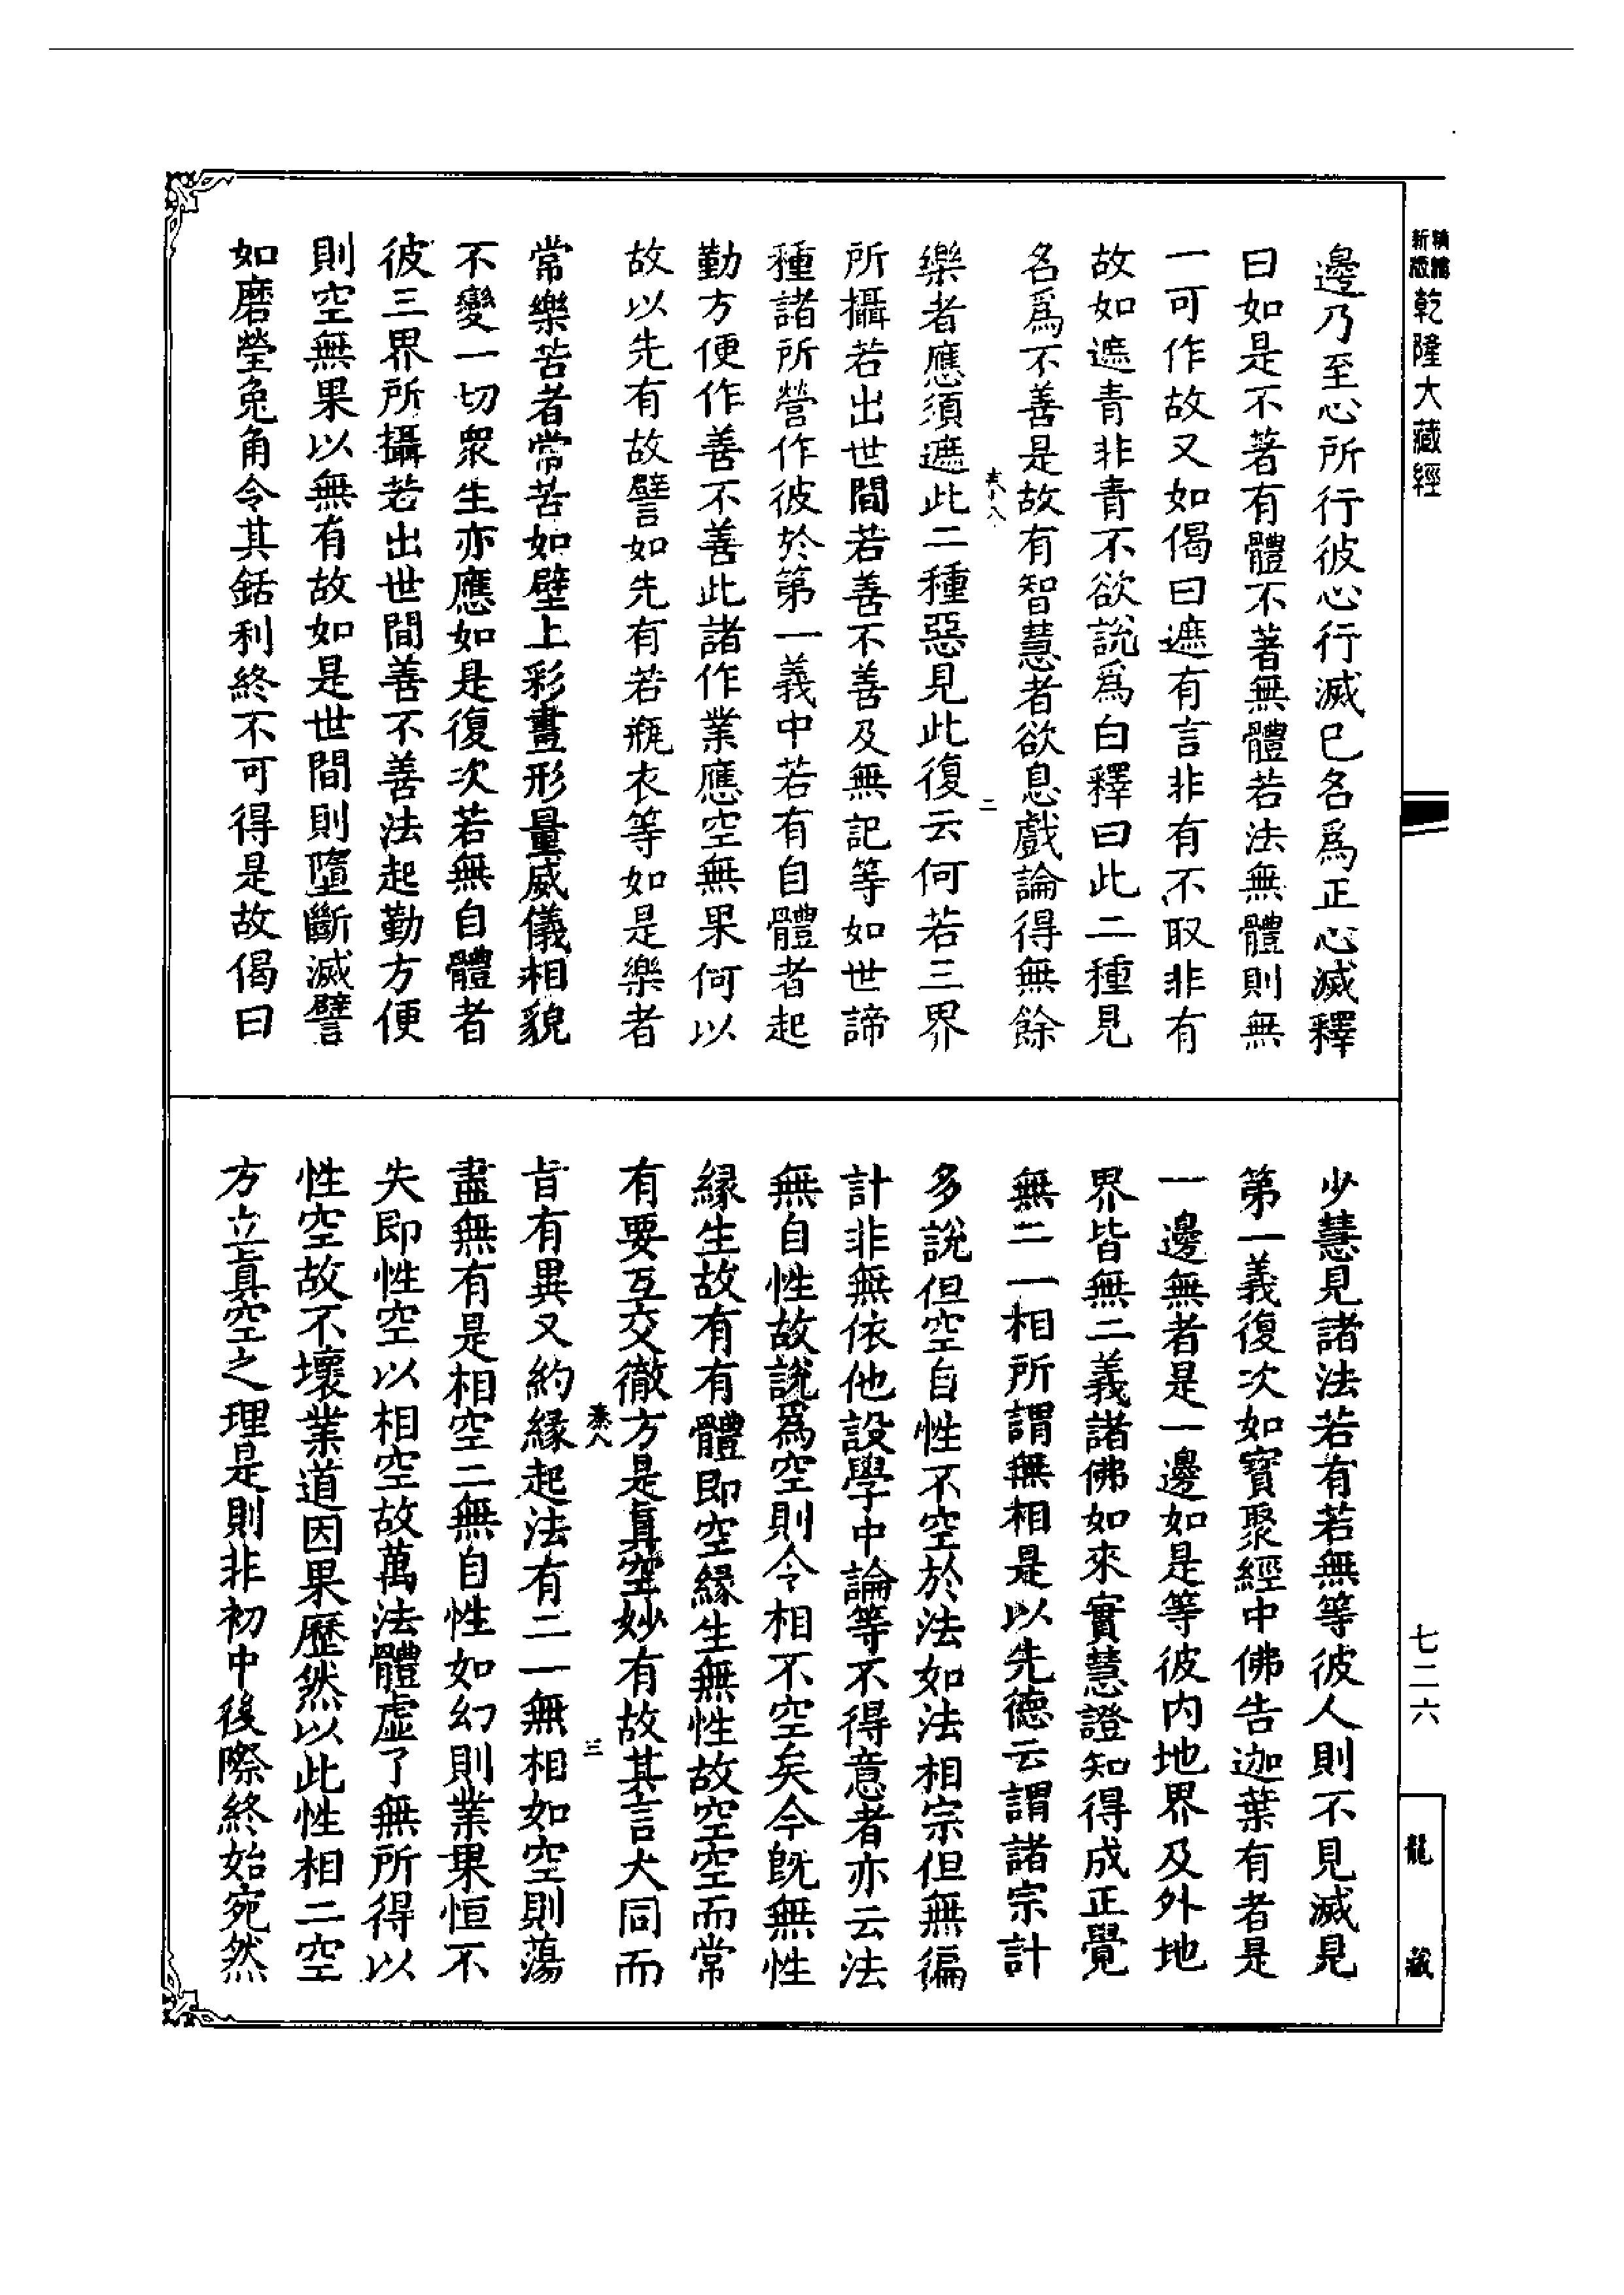 乾隆大藏經
邊乃至心所行行彼心行滅已名爲正心滅釋
曰如是不著有體不著無體若法無體則無
一可作故又如偈曰遮有言非有不取非有
故如遮青非青不欲說爲白釋曰此二種見
名爲不善是故有智慧者欲息戲論得無餘
樂者應須遮此二種惡見此復云何若三界
所攝若出世間若善不善及無記等如世諦
種諸所營作彼於第一義中若有自體者起
勤方便作善不善此諸作業應空無果何以
故以先有故譬如先有若瓶衣等如是樂者
常樂苦者常苦如壁上彩畫形量威儀相貌
不變一切衆生亦應如是復次若無自體者
彼三界所攝若出世間善不善法起勤方便
則空無果以無有故如是世間則墮斷滅譬
如磨瑩兔角令其銛利終不可得是故偈曰
二
少慧見諸法若有若無等彼人則不見滅見
第一義復次如寶聚經中佛告迦葉有者是
一邊無者是一邊如是等彼内地界及外地
界皆無二義諸佛如來實慧證知得成正覺
無二一相所謂無相是以先德云謂諸宗計
多說但空自性不空於法如法相宗但無徧
計非無依他設學中論等不得意者亦云法
無自性故說爲空則令相不空矣今旣無性
緣生故有有體即空緣生無性故空空而常
有要互交徹方是眞空妙有故其言大同而
旨有異又約緣起法有二一無相如空則蕩
盡無有是相空二無自性如幻則業果恒不
失即性空以相空故萬法體虛了無所得以
性空故不壞業道因果歷然以此性相二空
方立眞空之理是則非初中後際終始宛然
三
七二六
龍藏